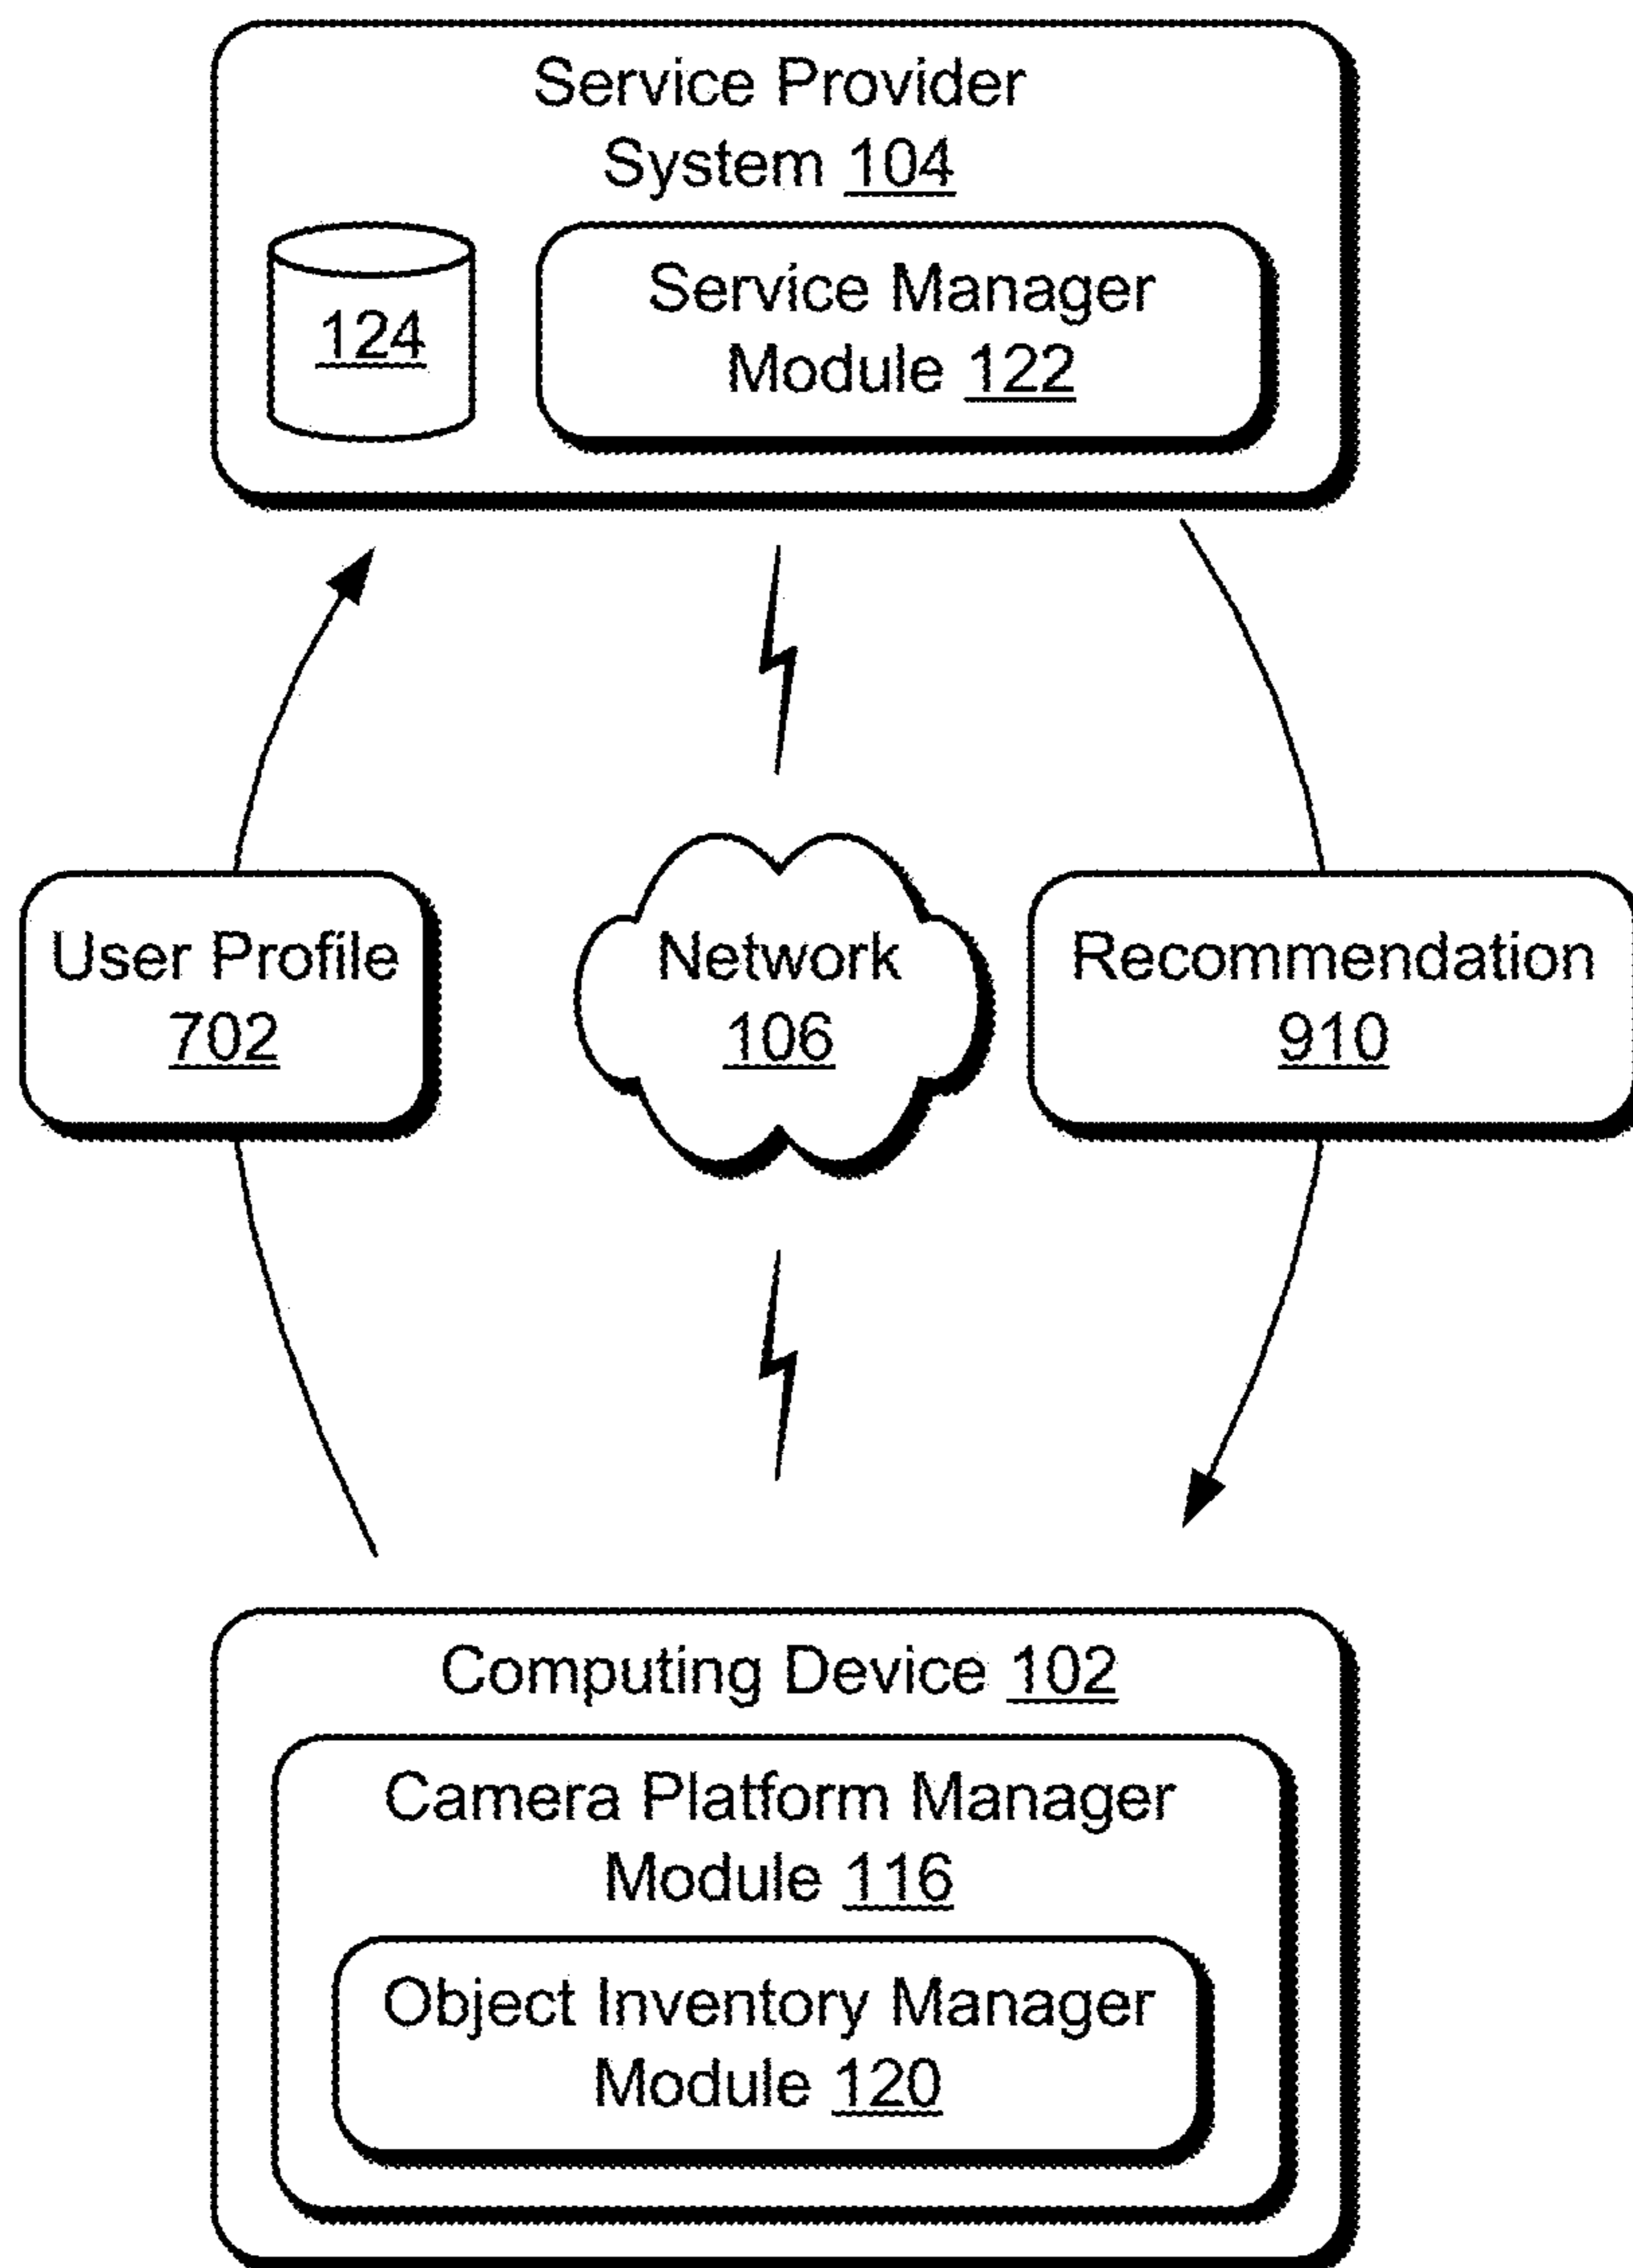 Service Provider
System 104
124
Service Manager
Module 122
User Profile
702
Network
106
Recommendation
910
Computing Device 102
Camera Platform Manager
Module 116
Object Inventory Manager
Module 120